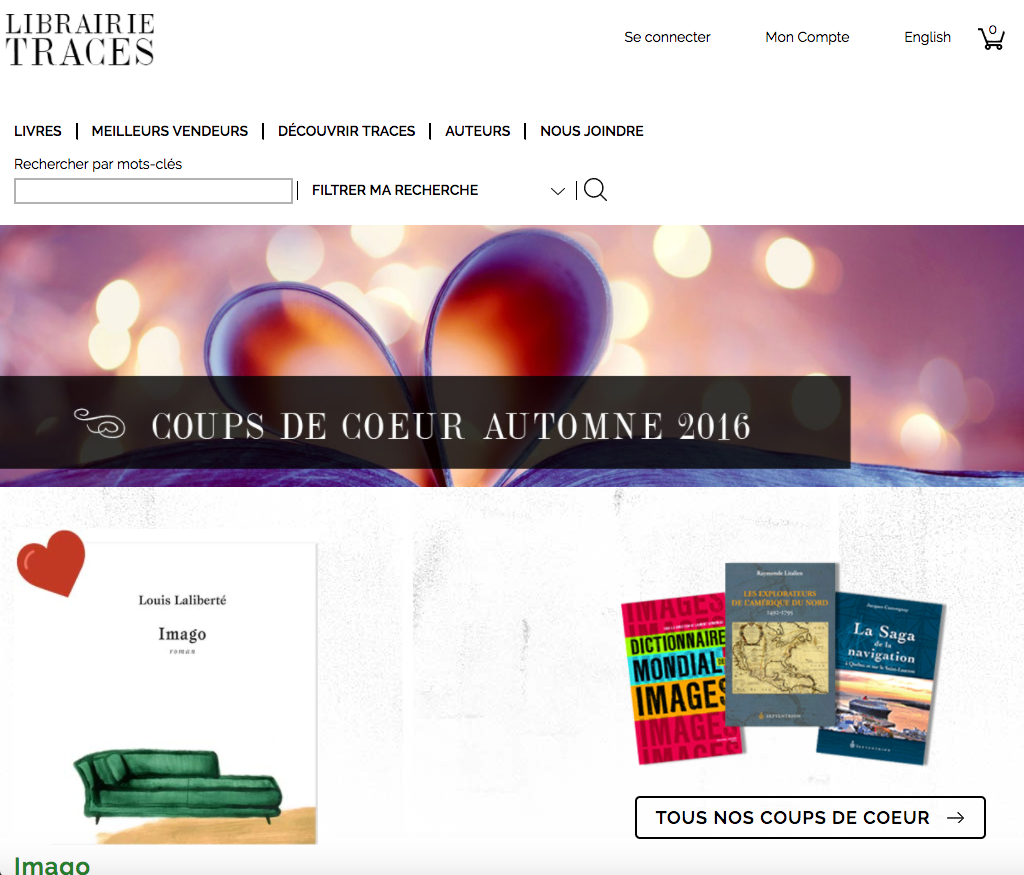 LIBRAIRIE
TRACES
Se connecter
Mon Compte
English
0
LIVRES
MEILLEURS VENDEURS
DÉCOUVRIR TRACES
AUTEURS
NOUS JOINDRE
Rechercher par mots-clés
FILTRER MA RECHERCHE
COUPS DE COEUR AUTOMNE 2016
Louis Laliberté
Imago
roman
IMAGES
DICTIONNAIRE
MONDIAL DES
IMAGES
IMAGES
IMAGES
Raymonde Litalien
LES EXPLORATEURS
DE L'AMÉRIQUE DU NORD
1492-1795
SEPTENTRION
La Saga
de la
navigation
à Québec et sur le Saint-Laurent
SEPTENTRION
TOUS NOS COUPS DE COEUR
Imago